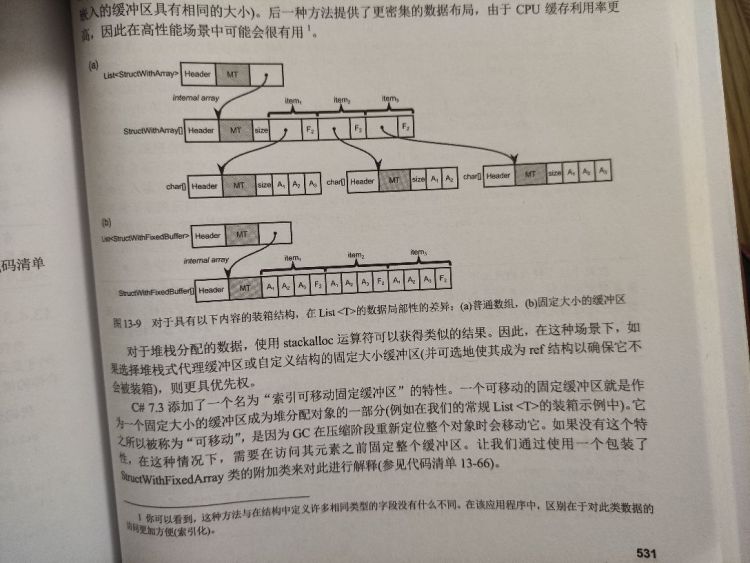 嵌入的缓冲区具有相同的大小)。后一种方法提供了更密集的数据布局，由于 CPU 缓存利用率更
高，因此在高性能场景中可能会很有用¹。
(a)
List<StructWithArray> Header MT
internal array item₁ item₂ item₃
StructWithArray[] Header MT size F₂ F₂ F₂
char[] Header MT size A₁ A₂ A₃ char[] Header MT size A₁ A₂ char[] Header MT size A₁ A₂ A₃
(b)
List<StructWithFixedBuffer> Header MT
internal array item₁ item₂ item₃
StructWithFixedBuffer[] Header MT A₁ A₂ A₃ F₂ A₁ A₂ A₃ F₂ A₁ A₂ A₃ F₂
图 13-9 对于具有以下内容的装箱结构，在 List <T>的数据局部性的差异：(a)普通数组，(b)固定大小的缓冲区
对于堆栈分配的数据，使用 stackalloc 运算符可以获得类似的结果。因此，在这种场景下，如
果选择堆栈式代理缓冲区或自定义结构的固定大小缓冲区(并可选地使其成为 ref 结构以确保它不
会被装箱)，则更具优先权。
C# 7.3 添加了一个名为“索引可移动固定缓冲区”的特性。一个可移动的固定缓冲区就是作
为一个固定大小的缓冲区成为堆分配对象的一部分(例如在我们的常规 List <T>的装箱示例中)。它
之所以被称为“可移动”，是因为 GC 在压缩阶段重新定位整个对象时会移动它。如果没有这个特
性，在这种情况下，需要在访问其元素之前固定整个缓冲区。让我们通过使用一个包装了
StructWithFixedArray 类的附加类来对此进行解释(参见代码清单 13-66)。
1 你可以看到，这种方法与在结构中定义许多相同类型的字段没有什么不同。在该应用程序中，区别在于对此类数据的
访问更加方便(索引化)。
531
码清单